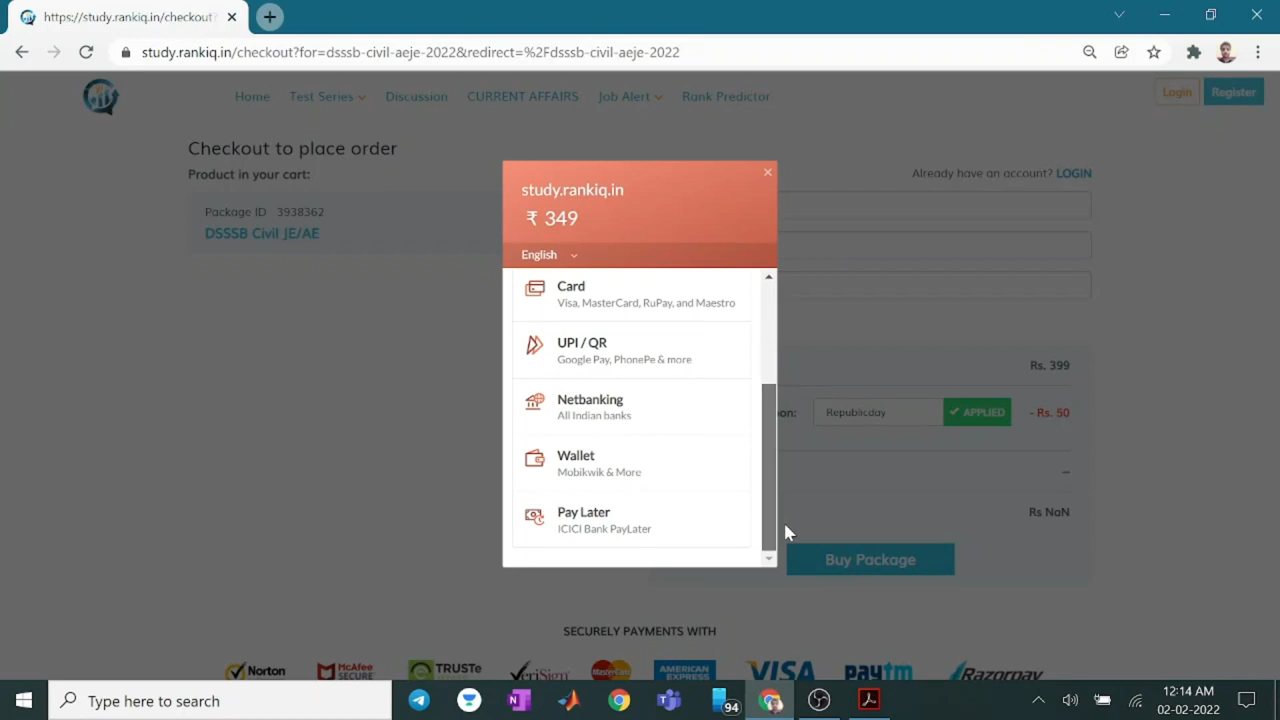 https://study.rankiq.in/checkout?
study.rankiq.in/checkout?for=dsssb-civil-aeje-2022&redirect=%2Fdsssb-civil-aeje-2022
Home Test Series Discussion CURRENT AFFAIRS Job Alert Rank Predictor Login Register
Checkout to place order
Product in your cart:
Already have an account? LOGIN
Package ID 3938362
DSSSB Civil JE/AE
study.rankiq.in
₹ 349
English
Card
Visa, MasterCard, RuPay, and Maestro
UPI / QR
Google Pay, PhonePe & more
Netbanking
All Indian banks
Wallet
Mobikwik & More
Pay Later
ICICI Bank PayLater
Rs. 399
Republicday APPLIED - Rs. 50
--
Rs NaN
Buy Package
SECURELY PAYMENTS WITH
Norton McAfee SECURE TRUSTe VeriSign MasterCard AMERICAN EXPRESS VISA paytm Razorpay
Type here to search
94
12:14 AM
02-02-2022